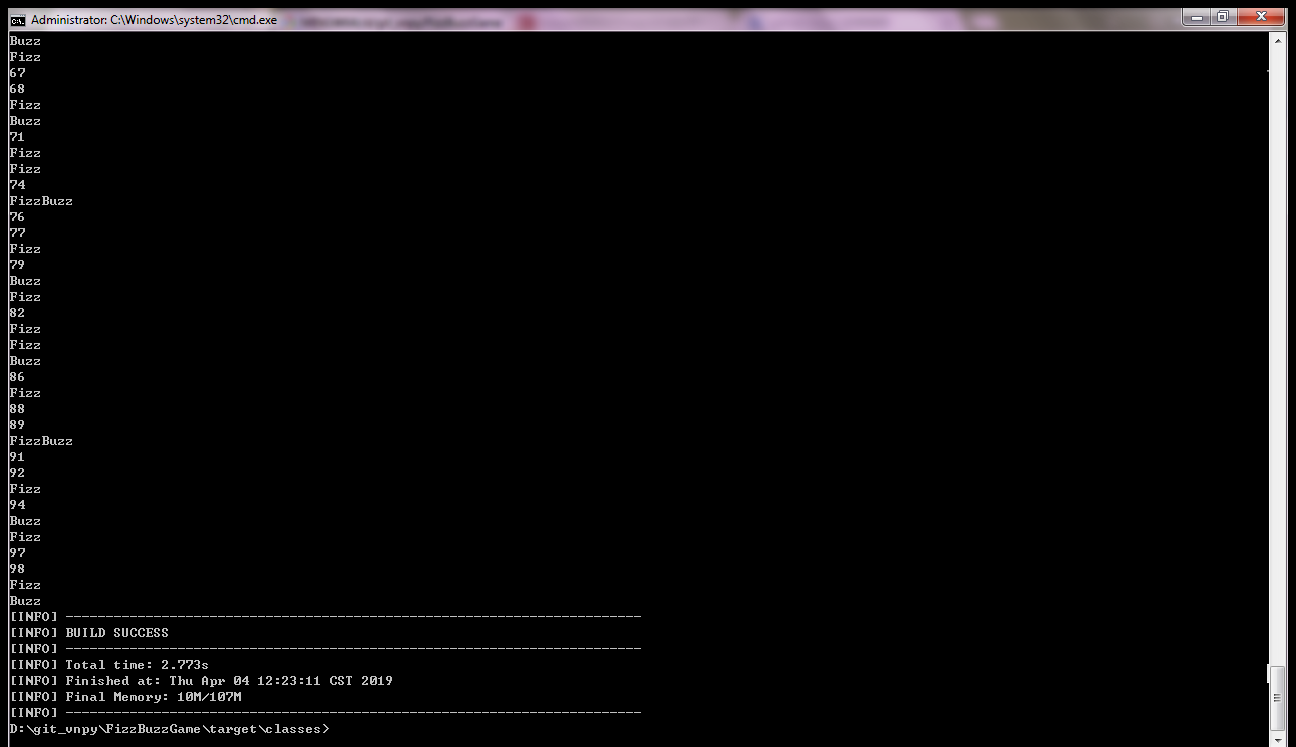 Administrator: C:\Windows\system32\cmd.exe
Buzz
Fizz
67
68
Fizz
Buzz
71
Fizz
Fizz
74
FizzBuzz
76
77
Fizz
79
Buzz
Fizz
82
Fizz
Fizz
Buzz
86
Fizz
88
89
FizzBuzz
91
92
Fizz
94
Buzz
Fizz
97
98
Fizz
Buzz
[INFO] ------------------------------------------------------------------------
[INFO] BUILD SUCCESS
[INFO] ------------------------------------------------------------------------
[INFO] Total time: 2.773s
[INFO] Finished at: Thu Apr 04 12:23:11 CST 2019
[INFO] Final Memory: 10M/107M
[INFO] ------------------------------------------------------------------------
D:\git_vnpy\FizzBuzzGame\target\classes>